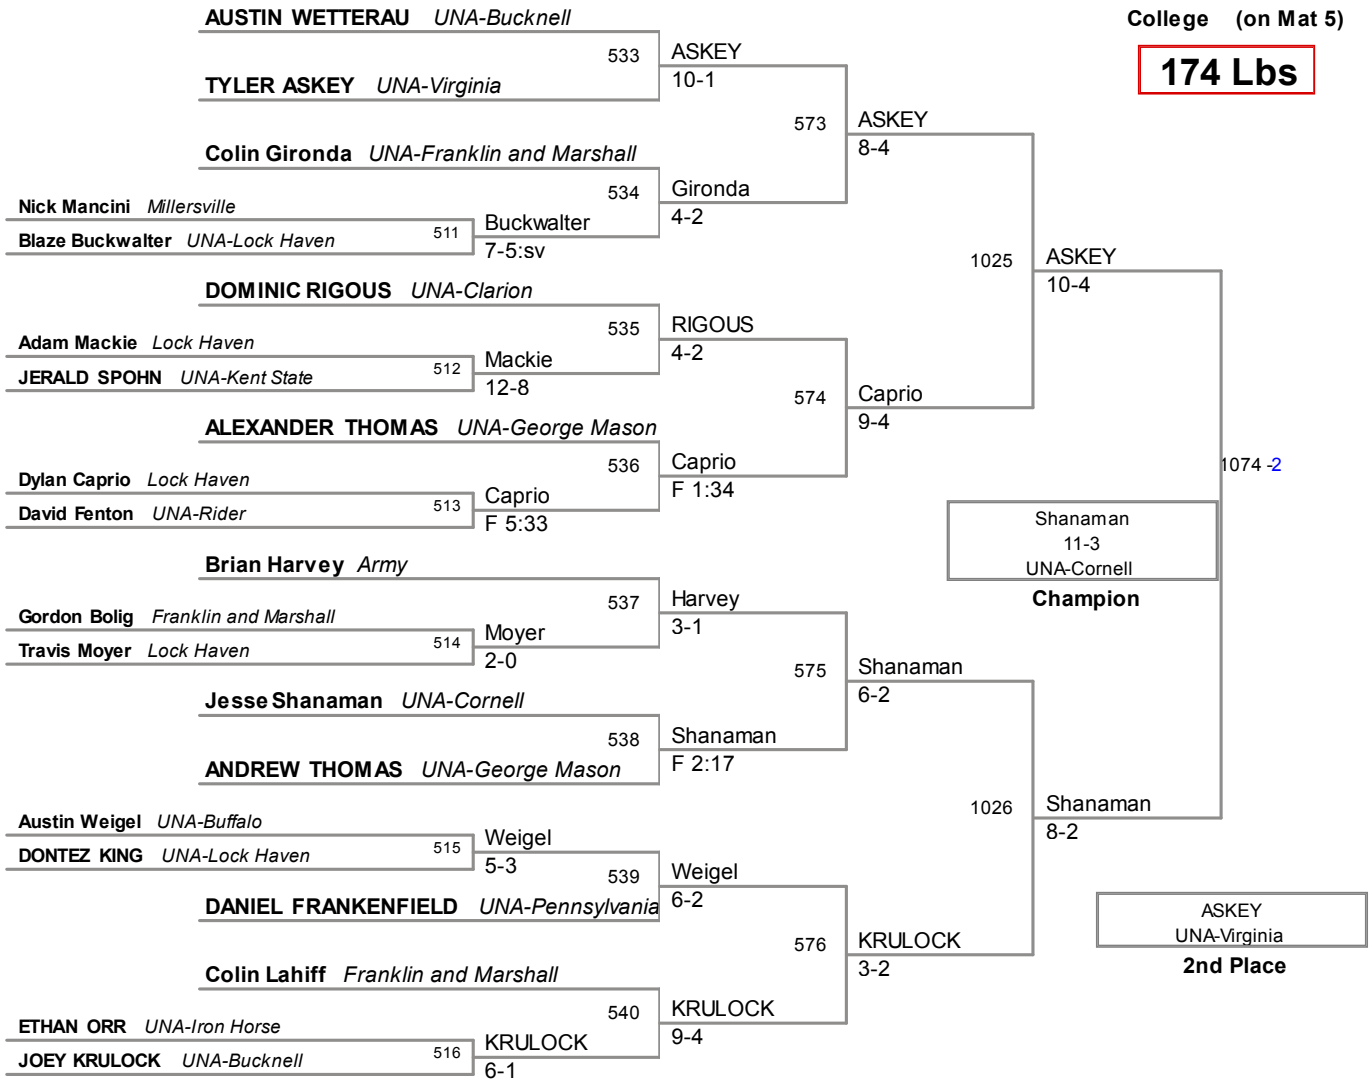 AUSTIN WETTERAU UNA-Bucknell
College (on Mat 5)
174 Lbs
533
ASKEY
10-1
TYLER ASKEY UNA-Virginia
573
ASKEY
8-4
Colin Gironda UNA-Franklin and Marshall
534
Gironda
4-2
Nick Mancini Millersville
511
Buckwalter
7-5:sv
Blaze Buckwalter UNA-Lock Haven
1025
ASKEY
10-4
DOMINIC RIGOUS UNA-Clarion
535
RIGOUS
4-2
Adam Mackie Lock Haven
512
Mackie
12-8
JERALD SPOHN UNA-Kent State
574
Caprio
9-4
ALEXANDER THOMAS UNA-George Mason
536
Caprio
F 1:34
Dylan Caprio Lock Haven
513
Caprio
F 5:33
David Fenton UNA-Rider
1074 -2
Shanaman
11-3
UNA-Cornell
Champion
Brian Harvey Army
537
Harvey
3-1
Gordon Bolig Franklin and Marshall
514
Moyer
2-0
Travis Moyer Lock Haven
575
Shanaman
6-2
Jesse Shanaman UNA-Cornell
538
Shanaman
F 2:17
ANDREW THOMAS UNA-George Mason
1026
Shanaman
8-2
Austin Weigel UNA-Buffalo
515
Weigel
5-3
DONTEZ KING UNA-Lock Haven
539
Weigel
6-2
DANIEL FRANKENFIELD UNA-Pennsylvania
576
KRULOCK
3-2
ASKEY
UNA-Virginia
2nd Place
Colin Lahiff Franklin and Marshall
540
KRULOCK
9-4
ETHAN ORR UNA-Iron Horse
516
KRULOCK
6-1
JOEY KRULOCK UNA-Bucknell